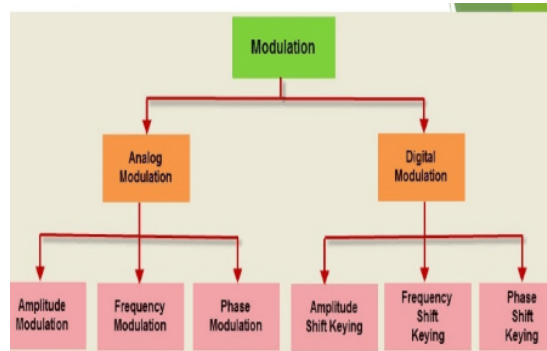 Modulation
Analog
Modulation
Digital
Modulation
Amplitude
Modulation
Frequency
Modulation
Phase
Modulation
Amplitude
Shift Keying
Frequency
Shift
Keying
Phase
Shift
Keying